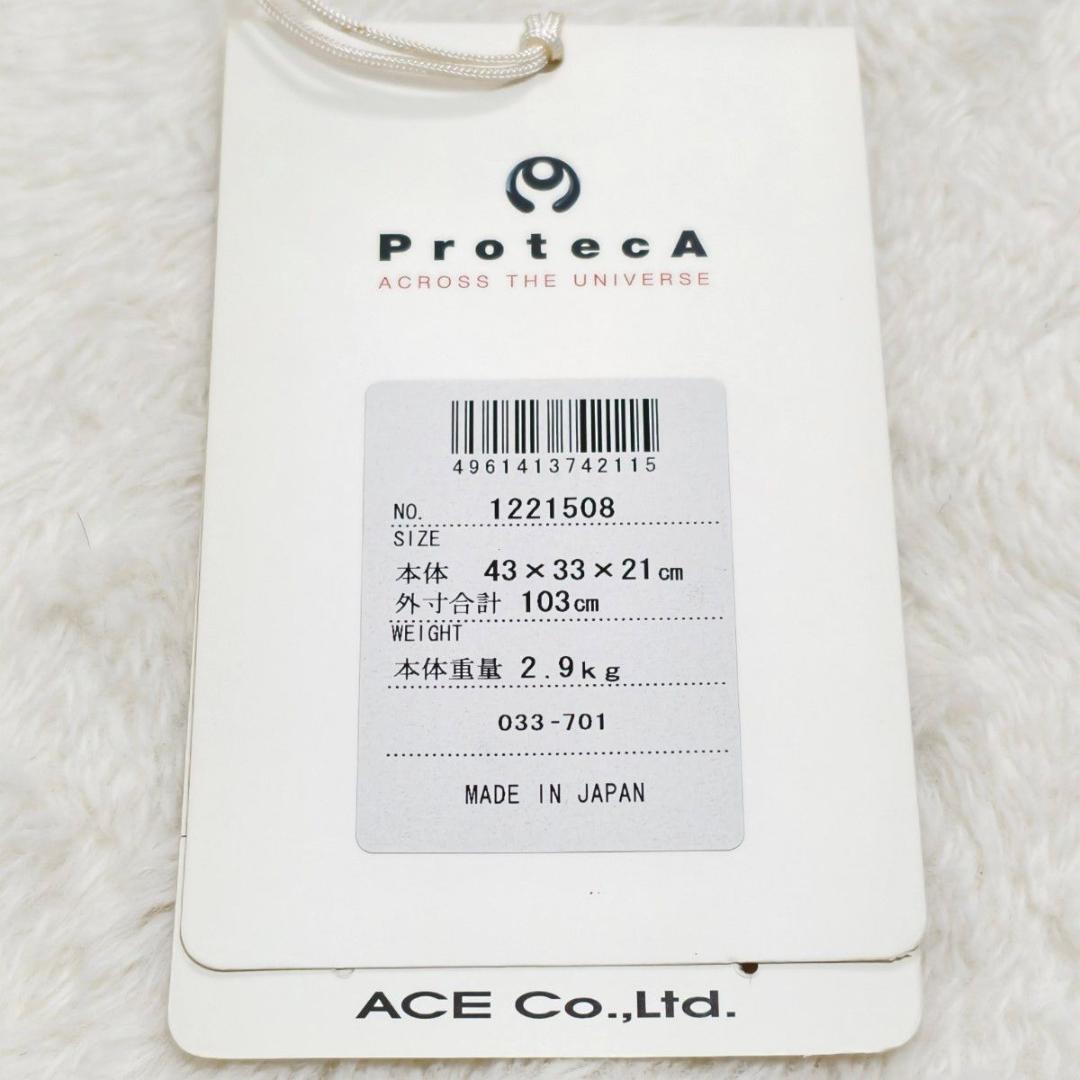 ProtecA
ACROSS THE UNIVERSE
4961413742115
NO. 1221508
SIZE
本体 43×33×21cm
外寸合計 103cm
WEIGHT
本体重量 2.9kg
033-701
MADE IN JAPAN
ACE Co.,Ltd.